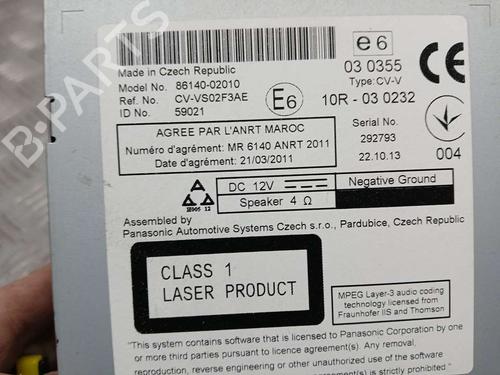 B-PARTS
Made in Czech Republic
Model No. 86140-02010
Ref. No. CV-VS02F3AE
ID No. 59021
e6
03 0355
Type:CV-V
CE
E6
10R - 03 0232
AGREE PAR L'ANRT MAROC
Numéro d'agrément: MR 6140 ANRT 2011
Date d'agrément: 21/03/2011
Serial No.
292793
22.10.13
004
DC 12V
Negative Ground
Speaker 4 Ω
Assembled by
Panasonic Automotive Systems Czech s.r.o., Pardubice, Czech Republic
CLASS 1
LASER PRODUCT
MPEG Layer-3 audio coding
technology licensed from
Fraunhofer IIS and Thomson
"This system contains software that is licensed to Panasonic Corporation by one
or more third parties pursuant to licence agreement(s). Any removal,
reverse engineering or other unauthorized use of the software
agreement(s) and is strictly prohibited."